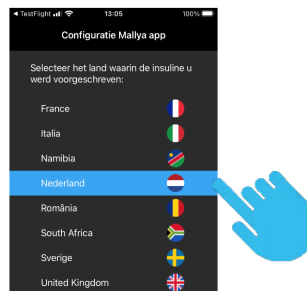 TestFlight 13:05 100%
Configuratie Mallya app
Selecteer het land waarin de insuline u
werd voorgeschreven:
France
Italia
Namibia
Nederland
România
South Africa
Sverige
United Kingdom